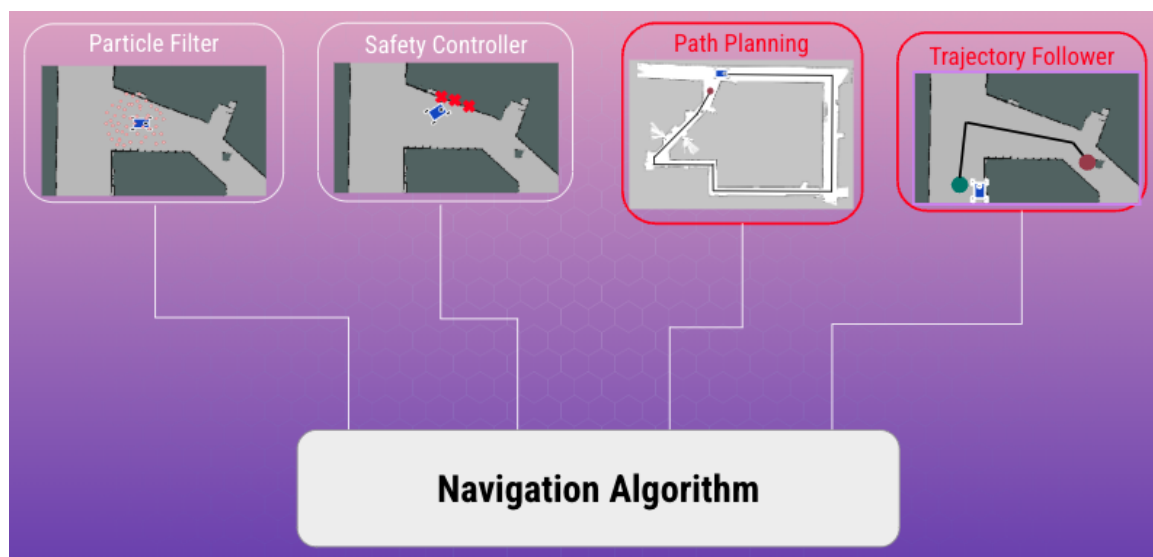 Particle Filter
Safety Controller
Path Planning
Trajectory Follower
Navigation Algorithm